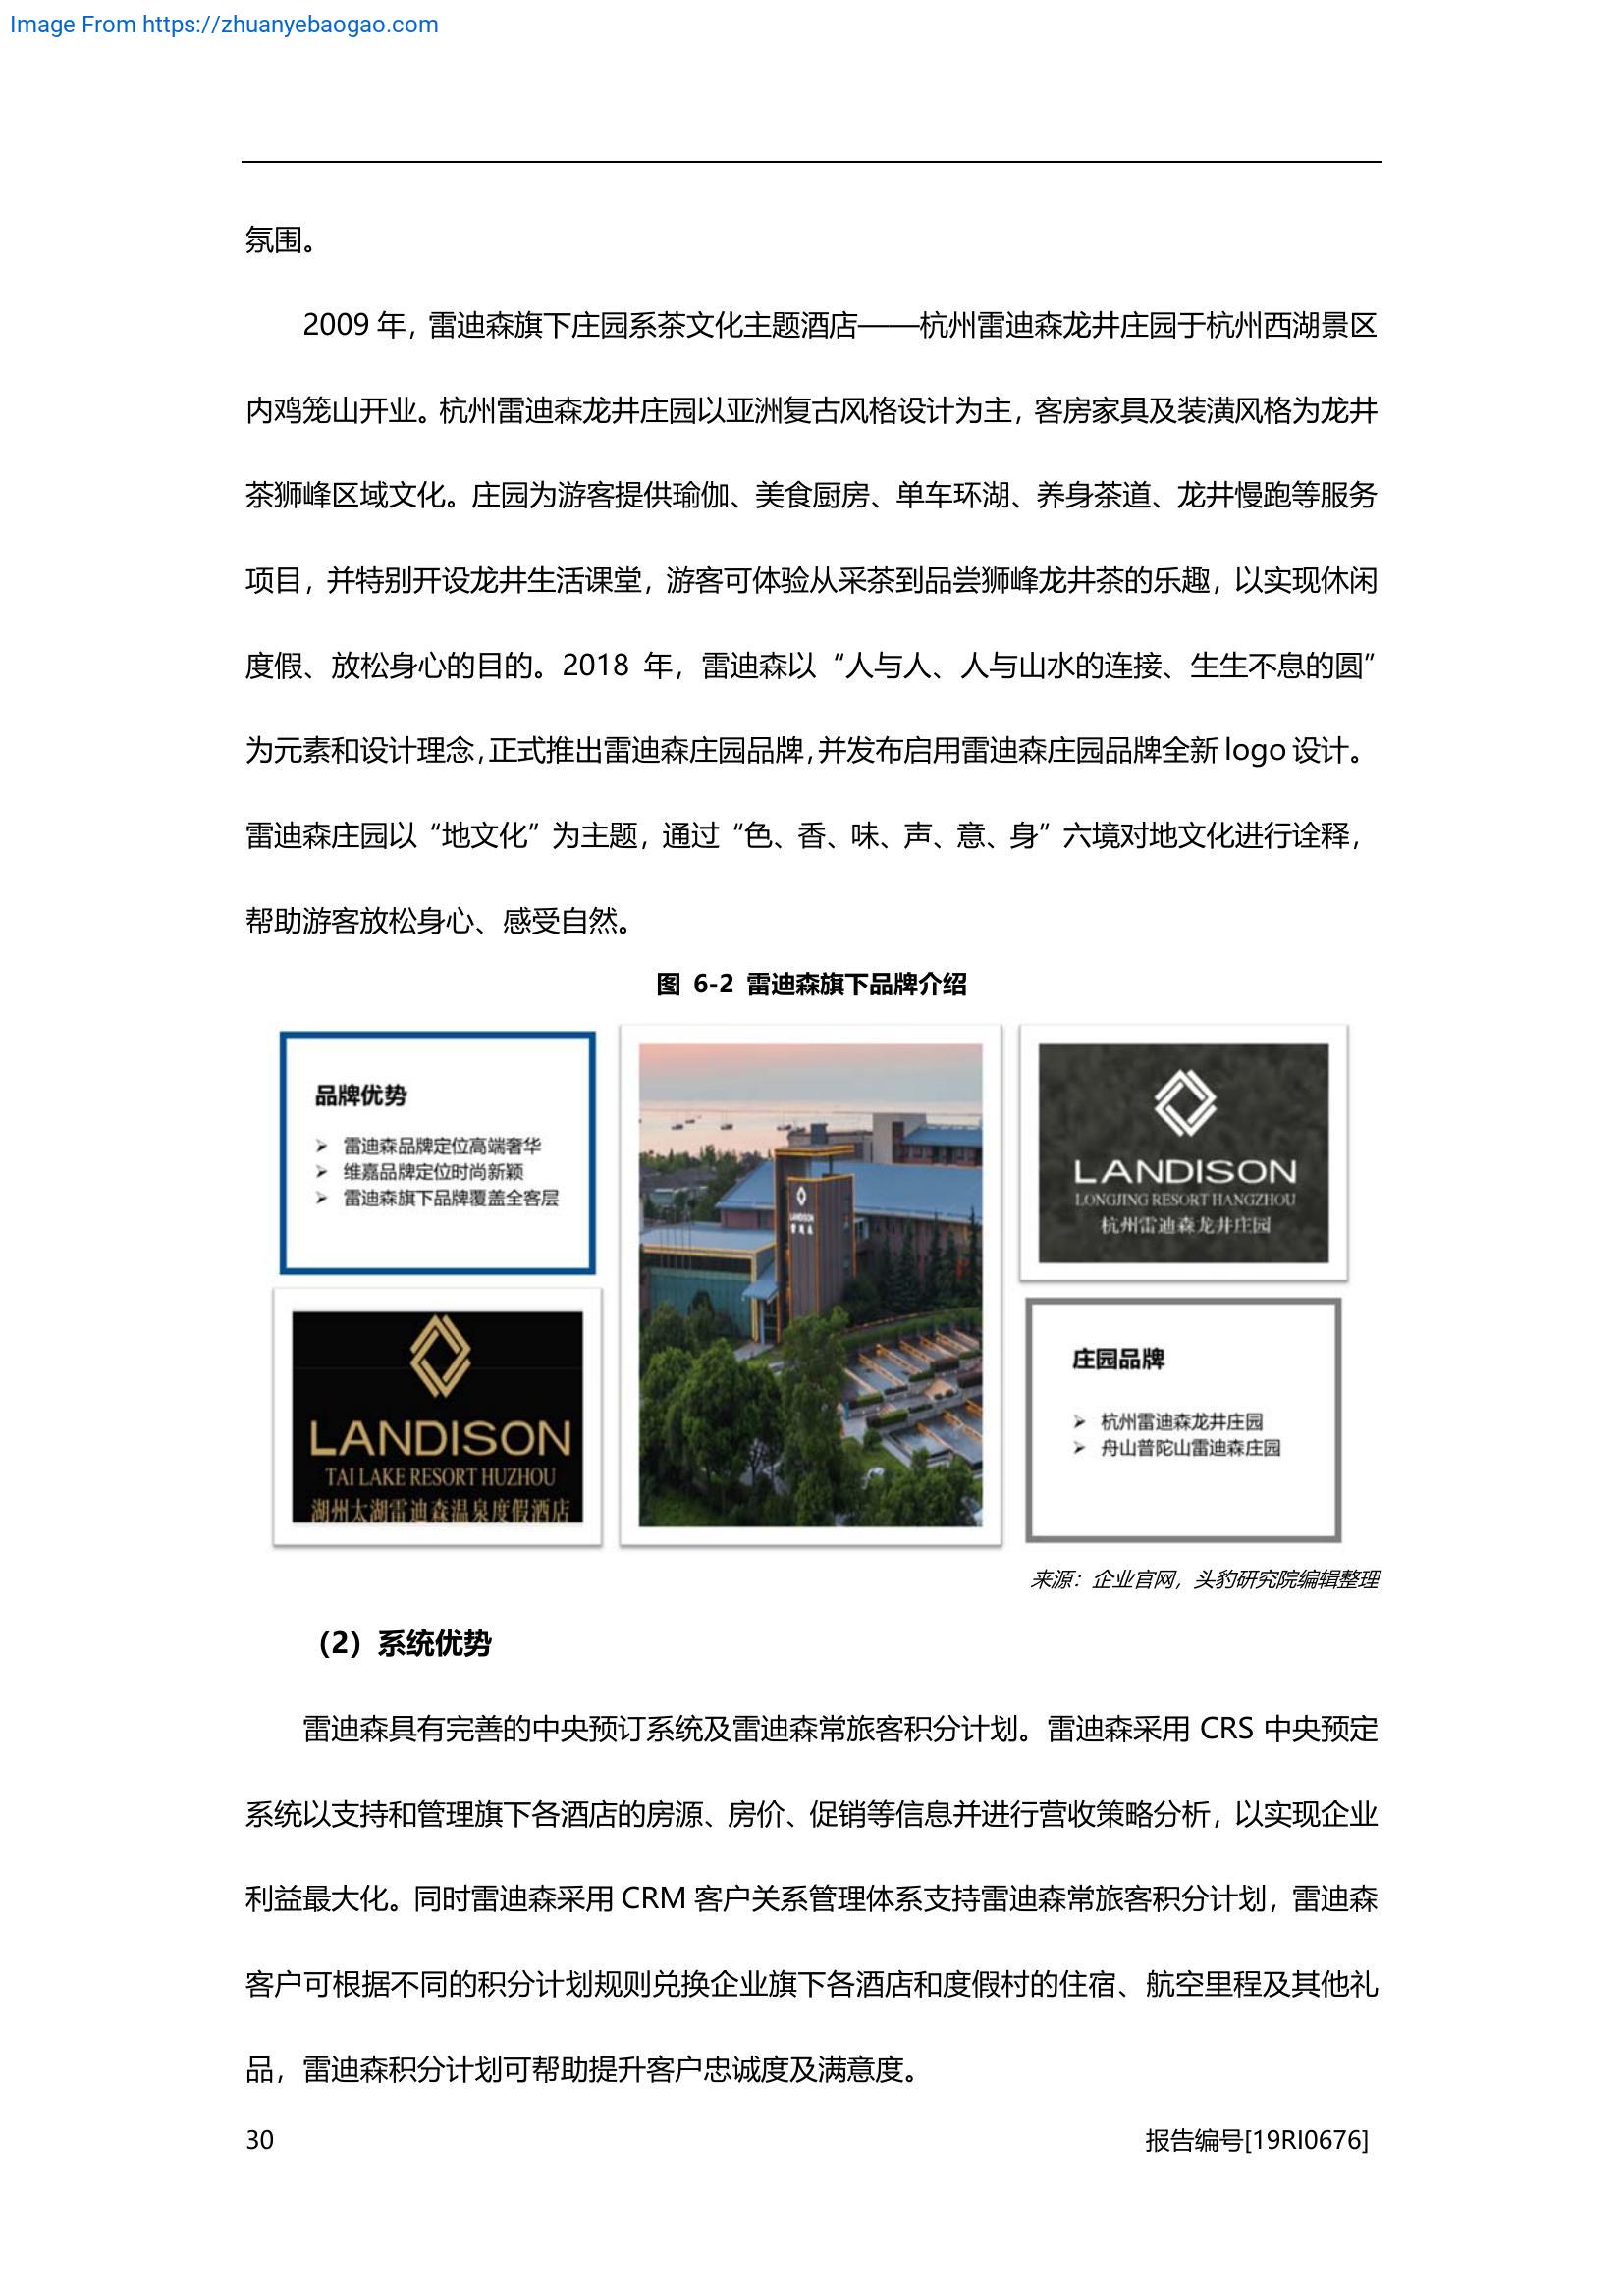 Image From https://zhuanyebaogao.com
氛围。
2009 年，雷迪森旗下庄园系茶文化主题酒店——杭州雷迪森龙井庄园于杭州西湖景区
内鸡笼山开业。杭州雷迪森龙井庄园以亚洲复古风格设计为主，客房家具及装潢风格为龙井
茶狮峰区域文化。庄园为游客提供瑜伽、美食厨房、单车环湖、养身茶道、龙井慢跑等服务
项目，并特别开设龙井生活课堂，游客可体验从采茶到品尝狮峰龙井茶的乐趣，以实现休闲
度假、放松身心的目的。2018 年，雷迪森以“人与人、人与山水的连接、生生不息的圆”
为元素和设计理念，正式推出雷迪森庄园品牌，并发布启用雷迪森庄园品牌全新 logo 设计。
雷迪森庄园以“地文化”为主题，通过“色、香、味、声、意、身”六境对地文化进行诠释，
帮助游客放松身心、感受自然。
图 6-2 雷迪森旗下品牌介绍
品牌优势
➢ 雷迪森品牌定位高端奢华
➢ 维嘉品牌定位时尚新颖
➢ 雷迪森旗下品牌覆盖全客层
LANDISON
TAI LAKE RESORT HUZHOU
湖州太湖雷迪森温泉度假酒店
LANDISON
雷迪森
LANDISON
LONGJING RESORT HANGZHOU
杭州雷迪森龙井庄园
庄园品牌
➢ 杭州雷迪森龙井庄园
➢ 舟山普陀山雷迪森庄园
来源：企业官网，头豹研究院编辑整理
（2）系统优势
雷迪森具有完善的中央预订系统及雷迪森常旅客积分计划。雷迪森采用 CRS 中央预定
系统以支持和管理旗下各酒店的房源、房价、促销等信息并进行营收策略分析，以实现企业
利益最大化。同时雷迪森采用 CRM 客户关系管理体系支持雷迪森常旅客积分计划，雷迪森
客户可根据不同的积分计划规则兑换企业旗下各酒店和度假村的住宿、航空里程及其他礼
品，雷迪森积分计划可帮助提升客户忠诚度及满意度。
30
报告编号[19RI0676]